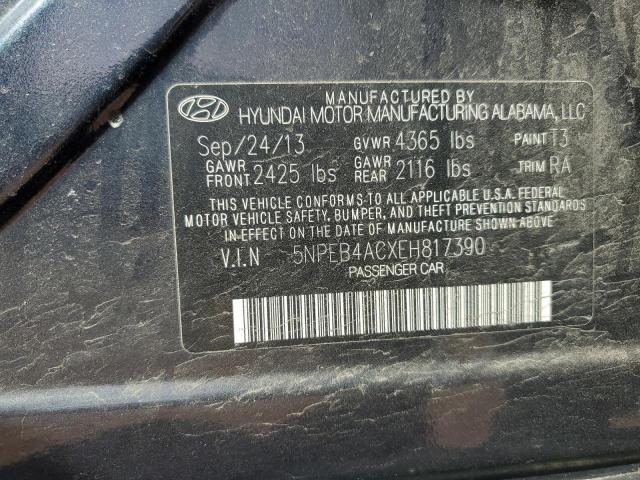 MANUFACTURED BY
HYUNDAI MOTOR MANUFACTURING ALABAMA, LLC
Sep/24/13 GVWR 4365 lbs PAINT T3
GAWR FRONT 2425 lbs GAWR REAR 2116 lbs TRIM RA
THIS VEHICLE CONFORMS TO ALL APPLICABLE U.S.A. FEDERAL
MOTOR VEHICLE SAFETY, BUMPER, AND THEFT PREVENTION STANDARDS
IN EFFECT ON THE DATE OF MANUFACTURE SHOWN ABOVE.
V.I.N 5NPEB4ACXEH817390
PASSENGER CAR